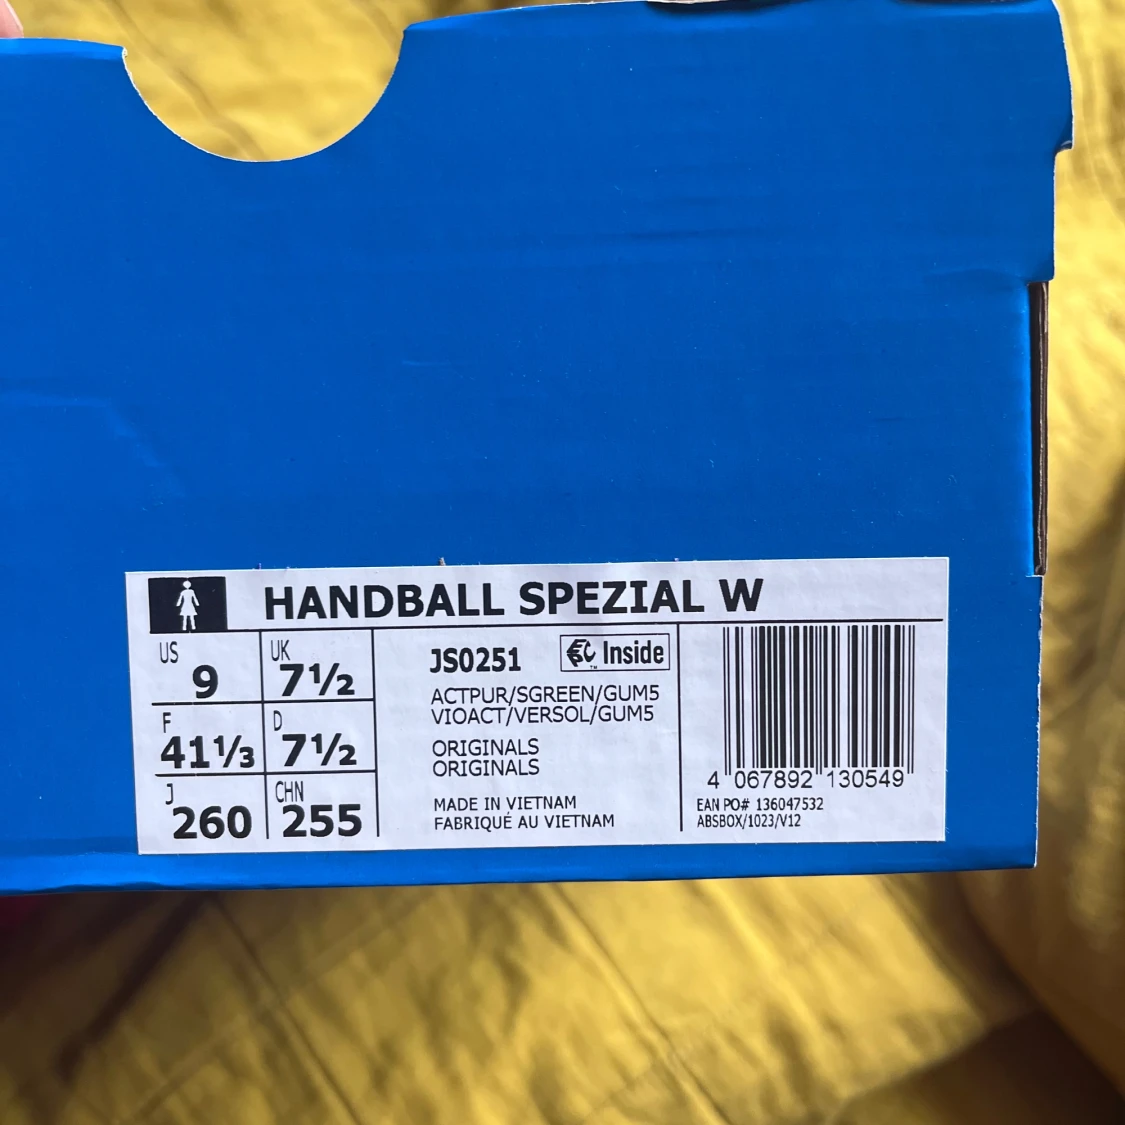 HANDBALL SPEZIAL W
US
9
UK
7½
F
41⅓
D
7½
J
260
CHN
255
JS0251
Inside
™
ACTPUR/SGREEN/GUM5
VIOACT/VERSOL/GUM5
ORIGINALS
ORIGINALS
MADE IN VIETNAM
FABRIQUÉ AU VIETNAM
4 067892 130549
EAN PO# 136047532
ABSBOX/1023/V12